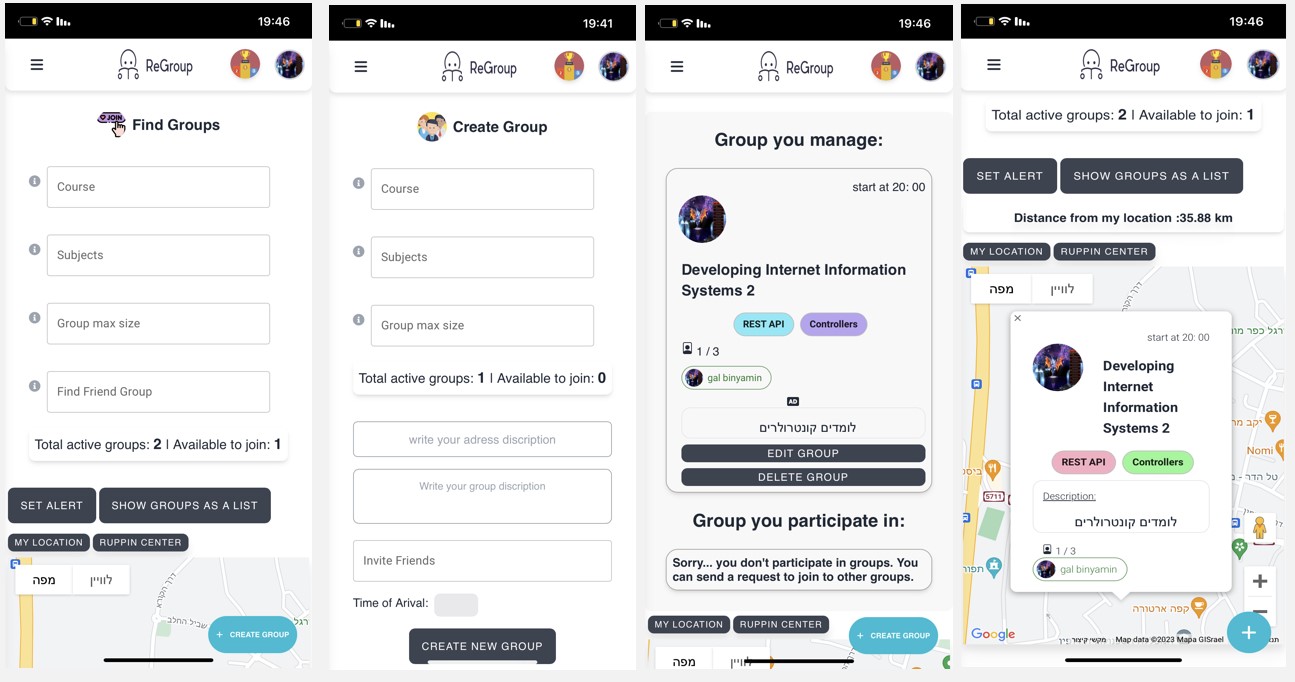 19:46
ReGroup
JOIN
Find Groups
Course
Subjects
Group max size
Find Friend Group
Total active groups: 2 | Available to join: 1
SET ALERT
SHOW GROUPS AS A LIST
MY LOCATION
RUPPIN CENTER
מפה
לוויין
דרך הקורא
שביל החלב
+ CREATE GROUP
19:41
ReGroup
Create Group
Course
Subjects
Group max size
Total active groups: 1 | Available to join: 0
write your adress discription
Write your group discription
Invite Friends
Time of Arival:
CREATE NEW GROUP
19:46
ReGroup
Group you manage:
start at 20: 00
Developing Internet Information
Systems 2
REST API
Controllers
1 / 3
gal binyamin
AD
לומדים קונטרולרים
EDIT GROUP
DELETE GROUP
Group you participate in:
Sorry... you don't participate in groups. You
can send a request to join to other groups.
MY LOCATION
RUPPIN CENTER
מפה
לוויין
+ CREATE GROUP
19:46
ReGroup
Total active groups: 2 | Available to join: 1
SET ALERT
SHOW GROUPS AS A LIST
Distance from my location :35.88 km
MY LOCATION
RUPPIN CENTER
מפה
לוויין
start at 20: 00
Developing
Internet
Information
Systems 2
REST API
Controllers
Description:
לומדים קונטרולרים
1 / 3
gal binyamin
Nomi
5711
קפה ארטורה
+
−
Google
מקשי קיצור
Map data ©2023 Mapa GISrael
+